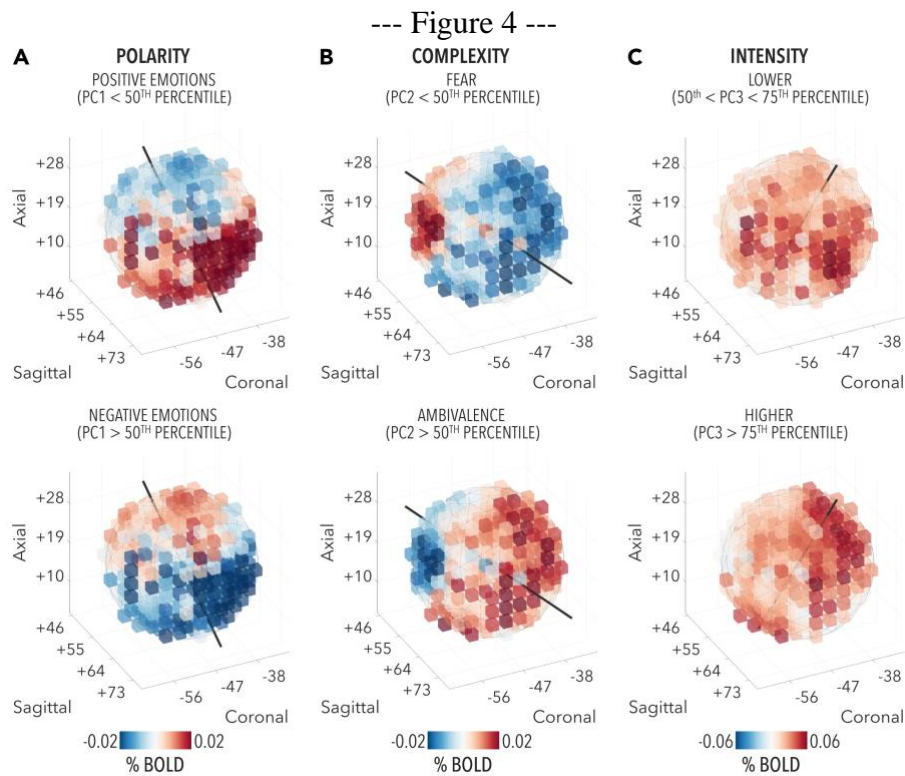 --- Figure 4 ---
A POLARITY
POSITIVE EMOTIONS
(PC1 < 50TH PERCENTILE)
+28
+19
+10
Axial
+46
+55
+64
+73
Sagittal
-56
-47
-38
Coronal
NEGATIVE EMOTIONS
(PC1 > 50TH PERCENTILE)
+28
+19
+10
Axial
+46
+55
+64
+73
Sagittal
-56
-47
-38
Coronal
-0.02 0.02
% BOLD
B COMPLEXITY
FEAR
(PC2 < 50TH PERCENTILE)
+28
+19
+10
Axial
+46
+55
+64
+73
Sagittal
-56
-47
-38
Coronal
AMBIVALENCE
(PC2 > 50TH PERCENTILE)
+28
+19
+10
Axial
+46
+55
+64
+73
Sagittal
-56
-47
-38
Coronal
-0.02 0.02
% BOLD
C INTENSITY
LOWER
(50th < PC3 < 75TH PERCENTILE)
+28
+19
+10
Axial
+46
+55
+64
+73
Sagittal
-56
-47
-38
Coronal
HIGHER
(PC3 > 75TH PERCENTILE)
+28
+19
+10
Axial
+46
+55
+64
+73
Sagittal
-56
-47
-38
Coronal
-0.06 0.06
% BOLD